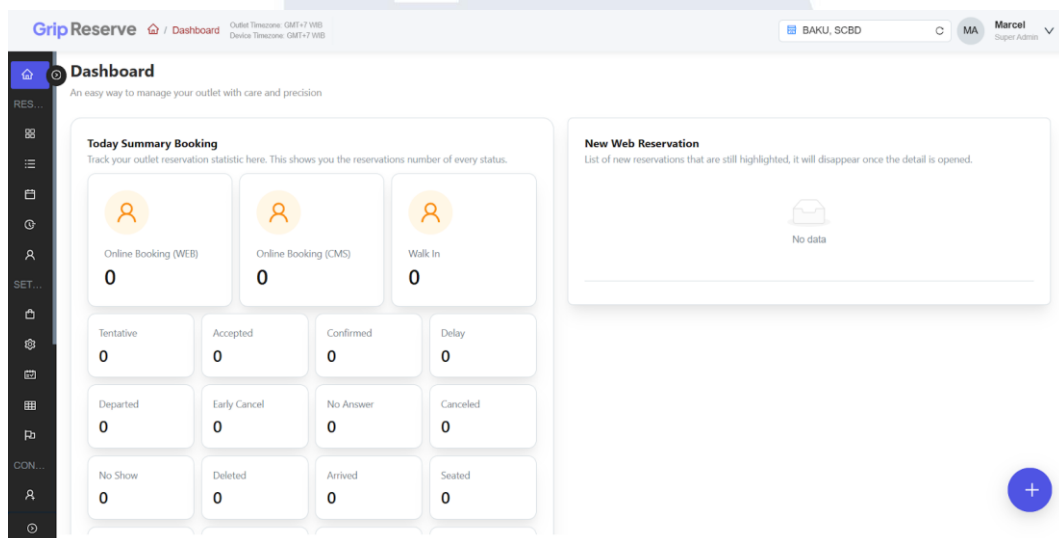 Grip Reserve / Dashboard
Outlet Timezone: GMT+7 WIB
Device Timezone: GMT+7 WIB
BAKU, SCBD
MA
Marcel
Super Admin
RES...
SET...
CON...
Dashboard
An easy way to manage your outlet with care and precision
Today Summary Booking
Track your outlet reservation statistic here. This shows you the reservations number of every status.
Online Booking (WEB)
0
Online Booking (CMS)
0
Walk In
0
Tentative
0
Accepted
0
Confirmed
0
Delay
0
Departed
0
Early Cancel
0
No Answer
0
Canceled
0
No Show
0
Deleted
0
Arrived
0
Seated
0
New Web Reservation
List of new reservations that are still highlighted, it will disappear once the detail is opened.
No data